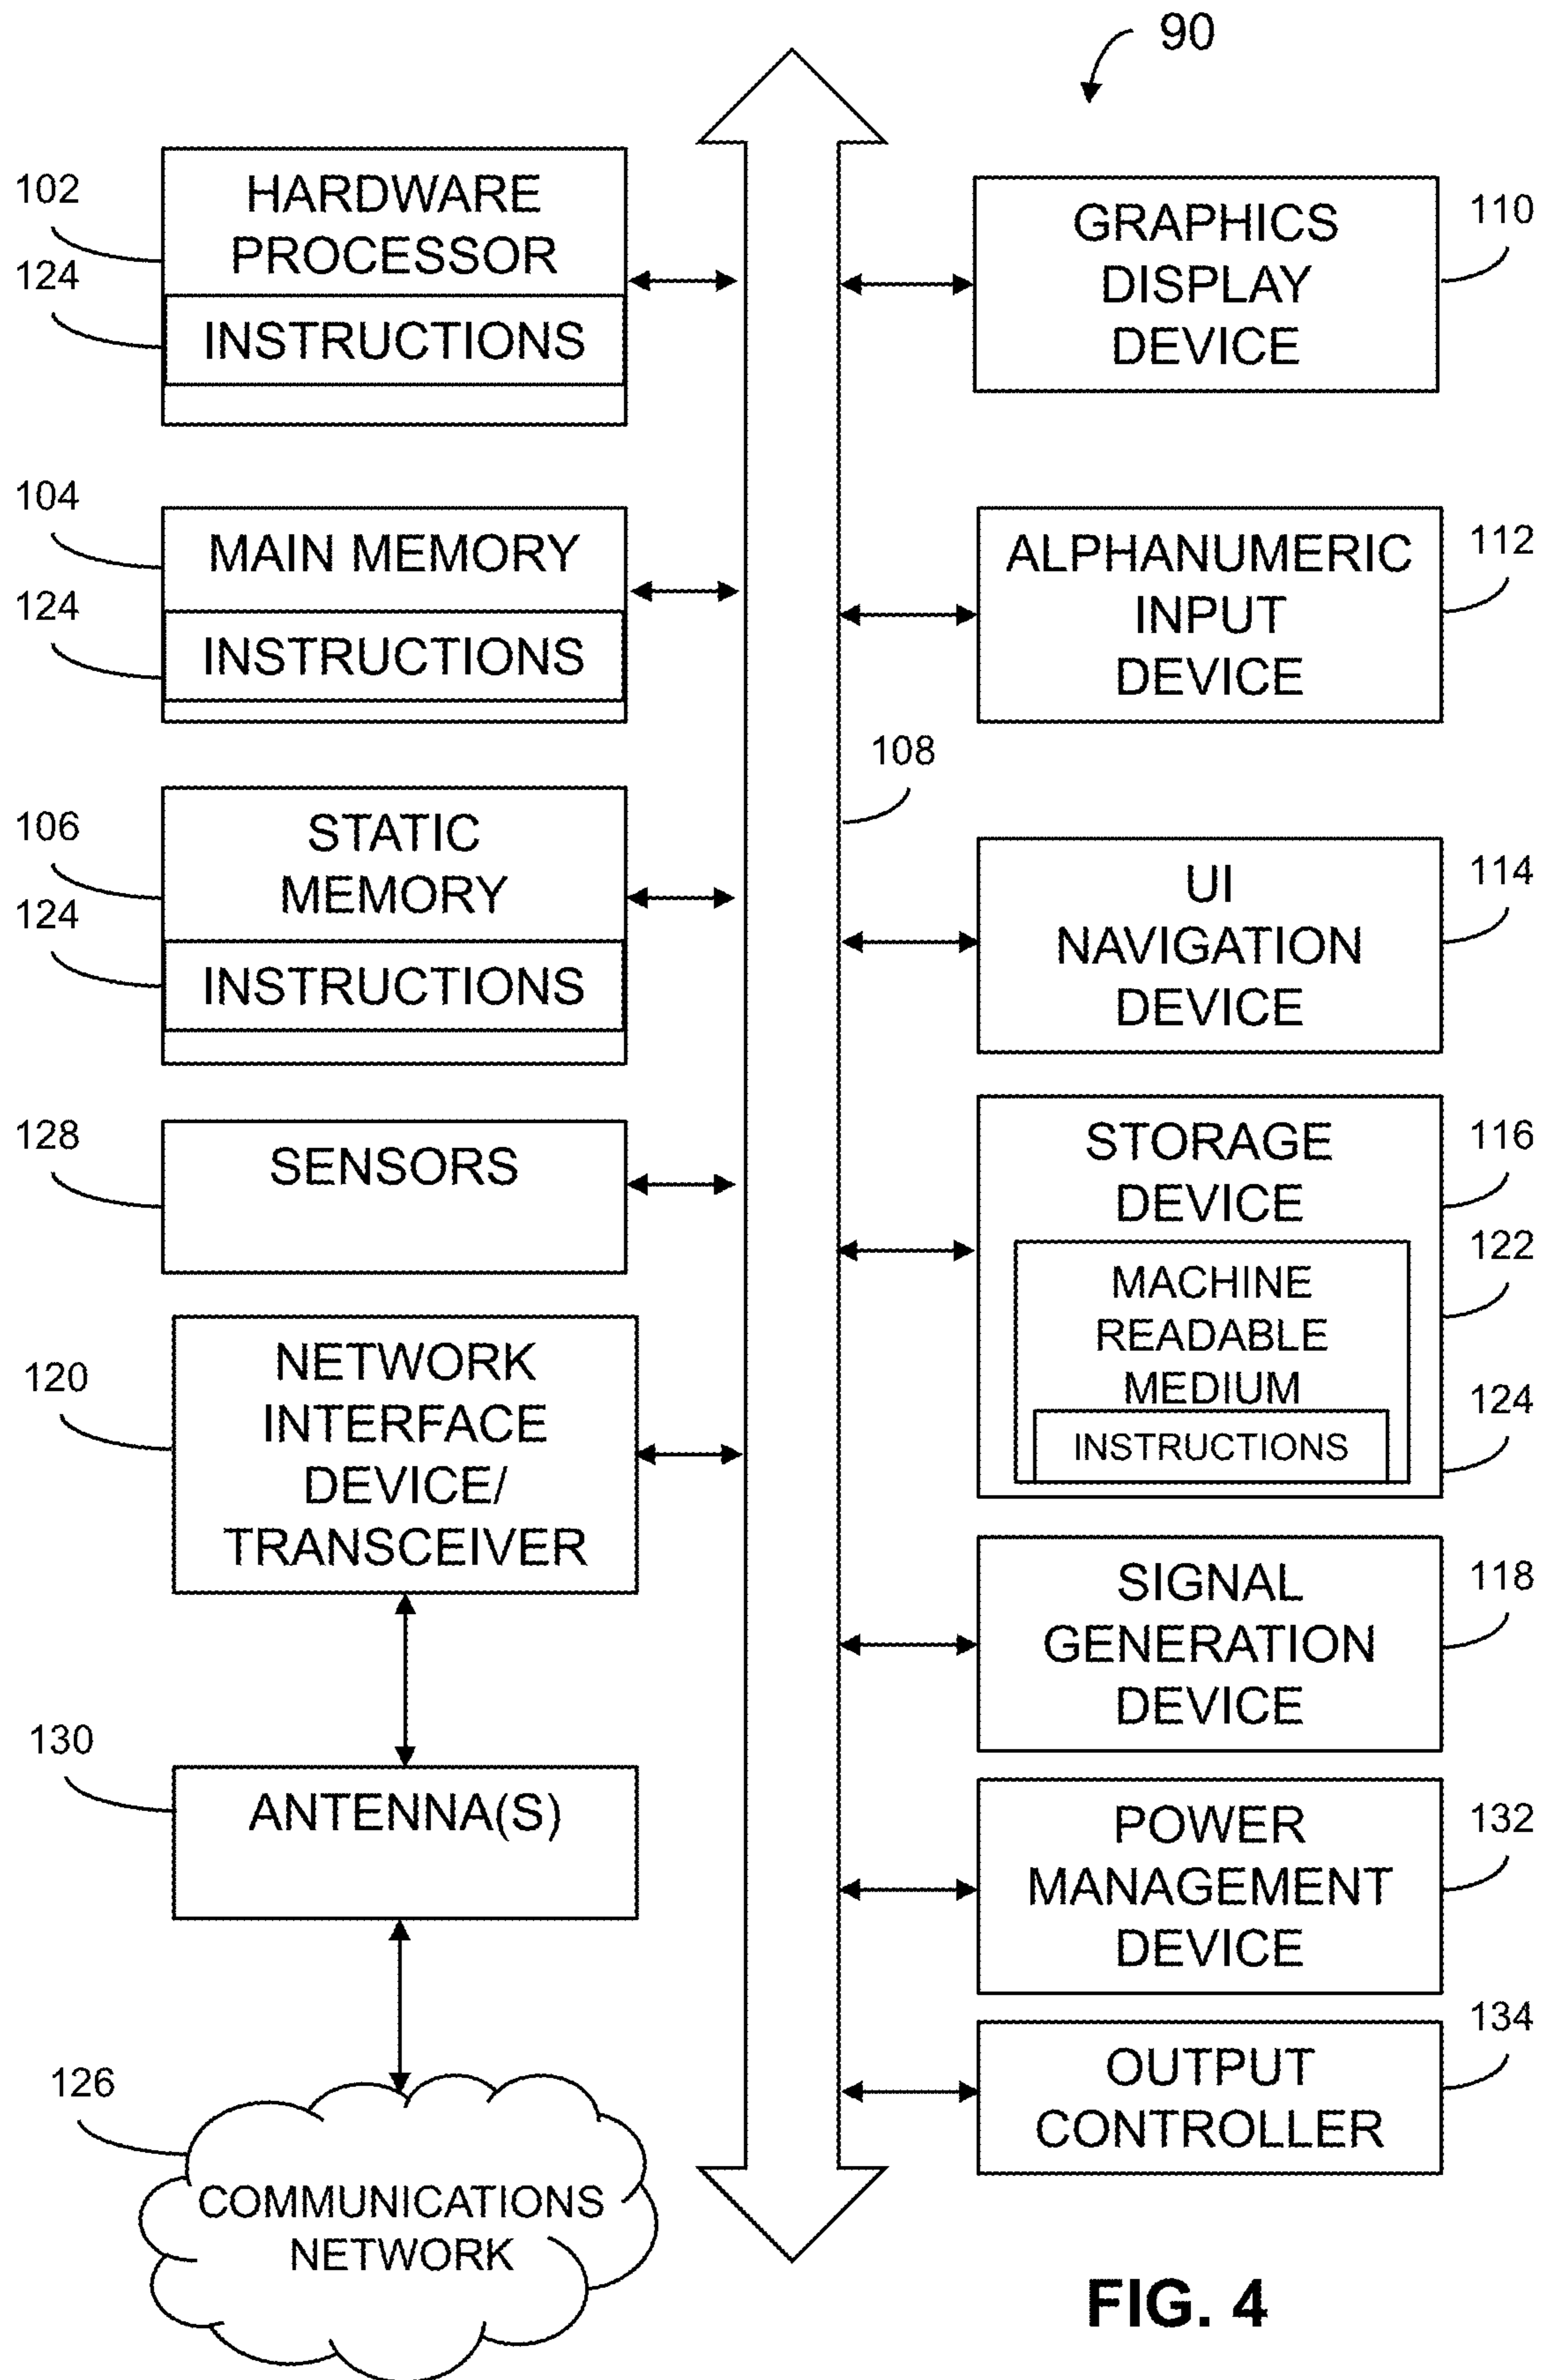 90
102
HARDWARE
PROCESSOR
124
INSTRUCTIONS
104
MAIN MEMORY
124
INSTRUCTIONS
106
STATIC
MEMORY
124
INSTRUCTIONS
128
SENSORS
120
NETWORK
INTERFACE
DEVICE/
TRANSCEIVER
130
ANTENNA(S)
126
COMMUNICATIONS
NETWORK
108
GRAPHICS
DISPLAY
DEVICE
110
ALPHANUMERIC
INPUT
DEVICE
112
UI
NAVIGATION
DEVICE
114
STORAGE
DEVICE
116
MACHINE
READABLE
MEDIUM
122
INSTRUCTIONS
124
SIGNAL
GENERATION
DEVICE
118
POWER
MANAGEMENT
DEVICE
132
OUTPUT
CONTROLLER
134
FIG. 4